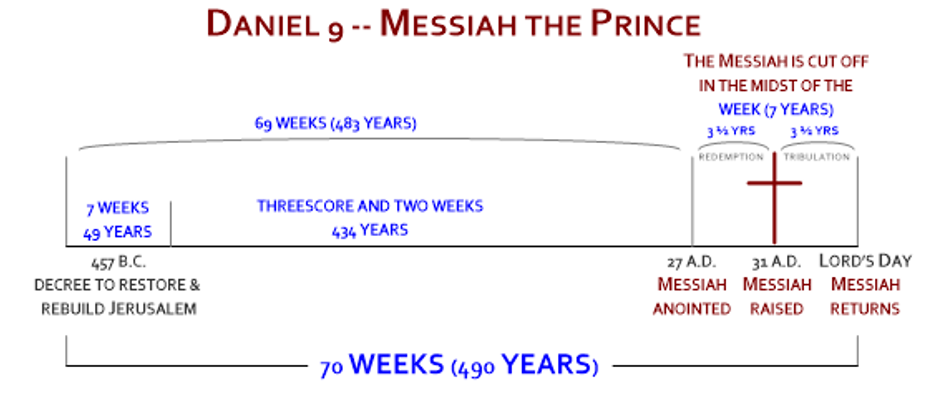 DANIEL 9 -- MESSIAH THE PRINCE
THE MESSIAH IS CUT OFF
IN THE MIDST OF THE
WEEK (7 YEARS)
69 WEEKS (483 YEARS)
3 ½ YRS 3 ½ YRS
REDEMPTION TRIBULATION
7 WEEKS
49 YEARS
THREESCORE AND TWO WEEKS
434 YEARS
457 B.C.
DECREE TO RESTORE &
REBUILD JERUSALEM
27 A.D.
MESSIAH
ANOINTED
31 A.D.
MESSIAH
RAISED
LORD'S DAY
MESSIAH
RETURNS
70 WEEKS (490 YEARS)